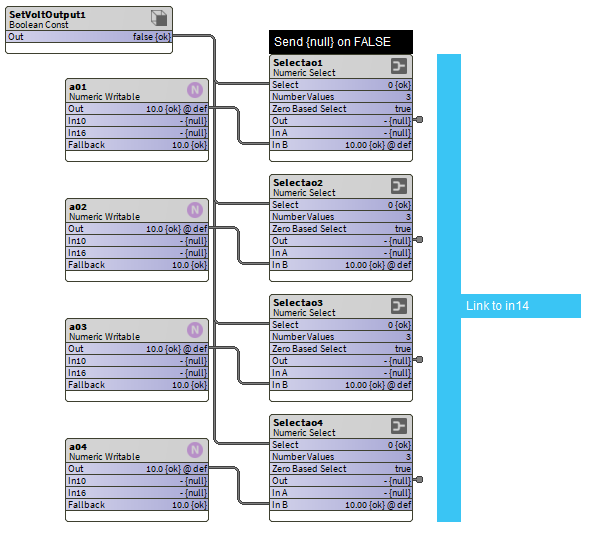 SetVoltOutput1
Boolean Const
Out false {ok}
Send {null} on FALSE
Selectao1
Numeric Select
Select 0 {ok}
Number Values 3
Zero Based Select true
Out - {null}
In A - {null}
In B 10.00 {ok} @ def
a01
N
Numeric Writable
Out 10.0 {ok} @ def
In10 - {null}
In16 - {null}
Fallback 10.0 {ok}
Selectao2
Numeric Select
Select 0 {ok}
Number Values 3
Zero Based Select true
Out - {null}
In A - {null}
In B 10.00 {ok} @ def
a02
N
Numeric Writable
Out 10.0 {ok} @ def
In10 - {null}
In16 - {null}
Fallback 10.0 {ok}
Link to in14
Selectao3
Numeric Select
Select 0 {ok}
Number Values 3
Zero Based Select true
Out - {null}
In A - {null}
In B 10.00 {ok} @ def
a03
N
Numeric Writable
Out 10.0 {ok} @ def
In10 - {null}
In16 - {null}
Fallback 10.0 {ok}
Selectao4
Numeric Select
Select 0 {ok}
Number Values 3
Zero Based Select true
Out - {null}
In A - {null}
In B 10.00 {ok} @ def
a04
N
Numeric Writable
Out 10.0 {ok} @ def
In10 - {null}
In16 - {null}
Fallback 10.0 {ok}